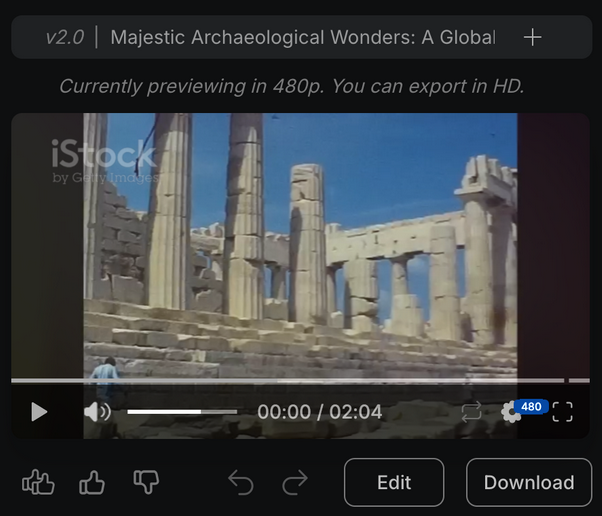 v2.0 | Majestic Archaeological Wonders: A Global
Currently previewing in 480p. You can export in HD.
iStock
by Getty Images
00:00 / 02:04
480
Edit
Download